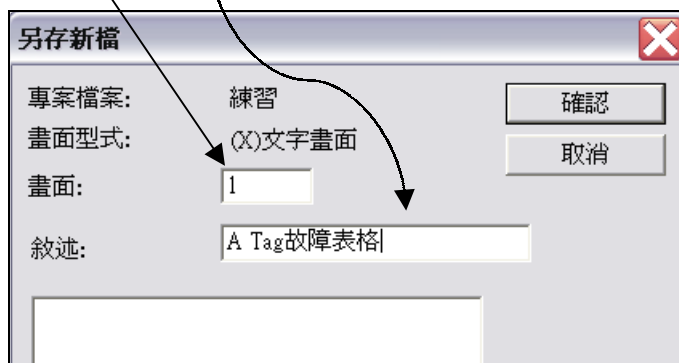 另存新檔
專案檔案: 練習 確認
畫面型式: (X)文字畫面 取消
畫面: 1
敘述: A Tag故障表格